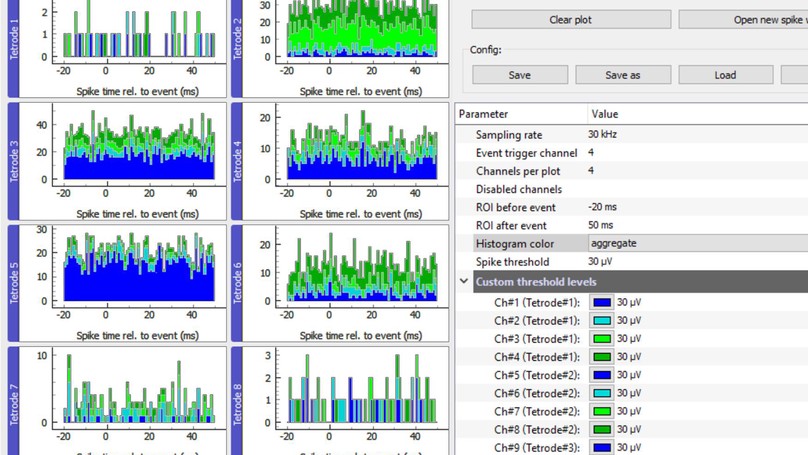 Tetrode 1
2
1
0
-20
0
20
40
Spike time rel. to event (ms)
Tetrode 2
30
20
10
0
-20
0
20
40
Spike time rel. to event (ms)
Tetrode 3
40
20
0
-20
0
20
40
Spike time rel. to event (ms)
Tetrode 4
20
10
0
-20
0
20
40
Spike time rel. to event (ms)
Tetrode 5
30
20
10
0
-20
0
20
40
Spike time rel. to event (ms)
Tetrode 6
20
10
0
-20
0
20
40
Spike time rel. to event (ms)
Tetrode 7
10
0
-20
0
20
40
Tetrode 8
3
2
1
0
-20
0
20
40
Clear plot
Open new spike
Config:
Save
Save as
Load
Parameter Value
Sampling rate 30 kHz
Event trigger channel 4
Channels per plot 4
Disabled channels
ROI before event -20 ms
ROI after event 50 ms
Histogram color aggregate
Spike threshold 30 µV
Custom threshold levels
Ch#1 (Tetrode#1): 30 µV
Ch#2 (Tetrode#1): 30 µV
Ch#3 (Tetrode#1): 30 µV
Ch#4 (Tetrode#1): 30 µV
Ch#5 (Tetrode#2): 30 µV
Ch#6 (Tetrode#2): 30 µV
Ch#7 (Tetrode#2): 30 µV
Ch#8 (Tetrode#2): 30 µV
Ch#9 (Tetrode#3): 30 µV